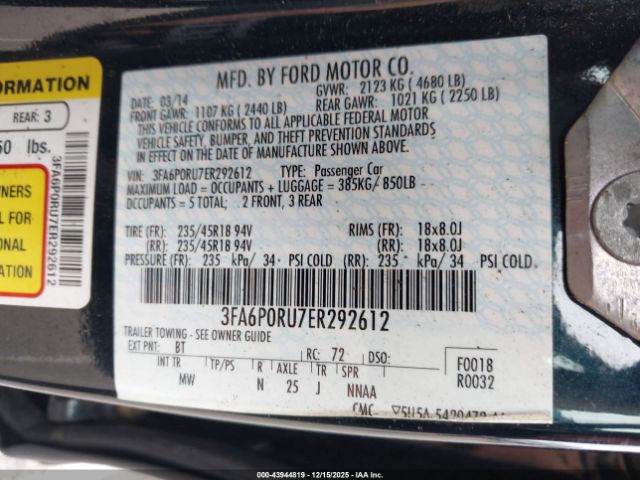 ORMATION
REAR: 3
50 lbs.
WNERS
L FOR
ONAL
ION
3FA6P0RU7ER292612
MFD. BY FORD MOTOR CO.
DATE: 03/14
GVWR: 2123 KG ( 4680 LB)
FRONT GAWR: 1107 KG ( 2440 LB)
REAR GAWR: 1021 KG ( 2250 LB)
THIS VEHICLE CONFORMS TO ALL APPLICABLE FEDERAL MOTOR
VEHICLE SAFETY, BUMPER, AND THEFT PREVENTION STANDARDS
IN EFFECT ON THE DATE OF MANUFACTURE SHOWN ABOVE.
VIN: 3FA6P0RU7ER292612 TYPE: Passenger Car
MAXIMUM LOAD = OCCUPANTS + LUGGAGE = 385KG/ 850LB
OCCUPANTS = 5 TOTAL: 2 FRONT, 3 REAR
TIRE (FR): 235/45R18 94V RIMS (FR): 18x8.0J
(RR): 235/45R18 94V (RR): 18x8.0J
PRESSURE (FR): 235 kPa/ 34 PSI COLD (RR): 235 kPa/ 34 PSI COLD
3FA6P0RU7ER292612
TRAILER TOWING - SEE OWNER GUIDE
EXT PNT: BT RC: 72 DSO:
INT TR TP/PS R AXLE TR SPR
MW N 25 J NNAA
F0018
R0032
CMC
000-43944819 - 12/15/2025 - IAA Inc.